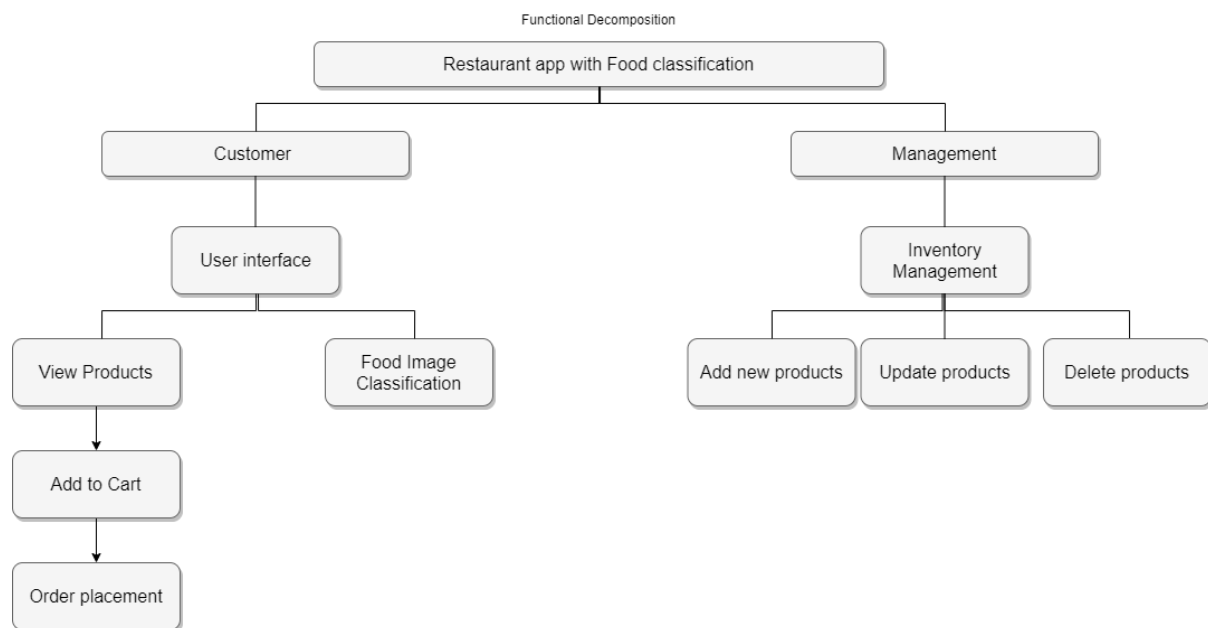 Functional Decomposition
Restaurant app with Food classification
Customer
Management
User interface
Inventory
Management
View Products
Food Image
Classification
Add new products
Update products
Delete products
Add to Cart
Order placement